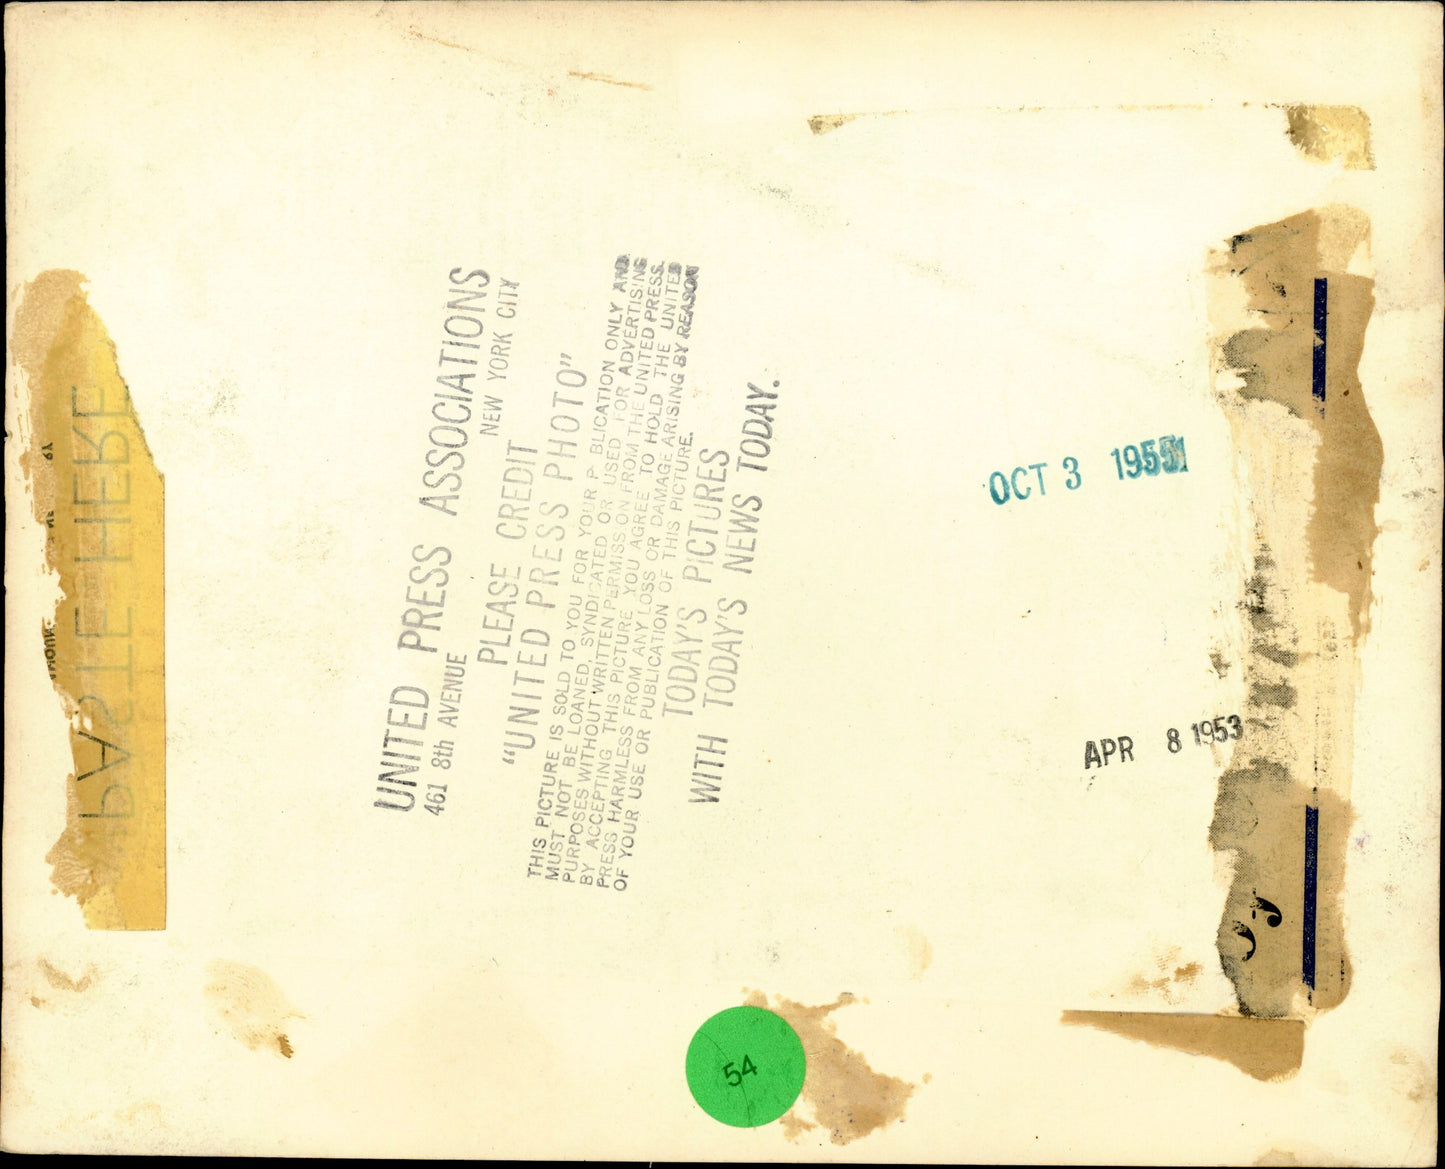 UNITED PRESS ASSOCIATIONS
461 8th AVENUE NEW YORK CITY
PLEASE CREDIT
"UNITED PRESS PHOTO"
THIS PICTURE IS SOLD TO YOU FOR YOUR P BLICATION ONLY AND
MUST NOT BE LOANED, SYNDICATED OR USED FOR ADVERTISING
PURPOSES WITHOUT WRITTEN PERMISSION FROM THE UNITED PRESS.
BY ACCEPTING THIS PICTURE YOU AGREE TO HOLD THE UNITED
PRESS HARMLESS FROM ANY LOSS OR DAMAGE ARISING BY REASON
OF YOUR USE OR PUBLICATION OF THIS PICTURE.
TODAY'S PICTURES
WITH TODAY'S NEWS TODAY.
OCT 3
APR 8 1953
PASTE HERE
54